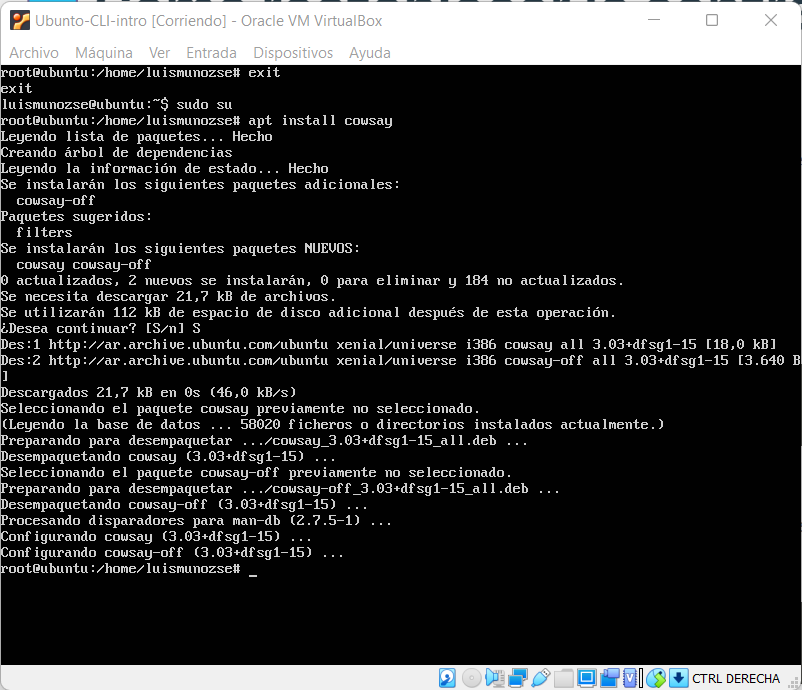 Ubunto-CLI-intro [Corriendo] - Oracle VM VirtualBox
Archivo Máquina Ver Entrada Dispositivos Ayuda
root@ubuntu:/home/luismunozse# exit
exit
luismunozse@ubuntu:~$ sudo su
root@ubuntu:/home/luismunozse# apt install cowsay
Leyendo lista de paquetes... Hecho
Creando árbol de dependencias
Leyendo la información de estado... Hecho
Se instalarán los siguientes paquetes adicionales:
  cowsay-off
Paquetes sugeridos:
  filters
Se instalarán los siguientes paquetes NUEVOS:
  cowsay cowsay-off
0 actualizados, 2 nuevos se instalarán, 0 para eliminar y 184 no actualizados.
Se necesita descargar 21,7 kB de archivos.
Se utilizarán 112 kB de espacio de disco adicional después de esta operación.
¿Desea continuar? [S/n] S
Des:1 http://ar.archive.ubuntu.com/ubuntu xenial/universe i386 cowsay all 3.03+dfsg1-15 [18,0 kB]
Des:2 http://ar.archive.ubuntu.com/ubuntu xenial/universe i386 cowsay-off all 3.03+dfsg1-15 [3.640 B
]
Descargados 21,7 kB en 0s (46,0 kB/s)
Seleccionando el paquete cowsay previamente no seleccionado.
(Leyendo la base de datos ... 58020 ficheros o directorios instalados actualmente.)
Preparando para desempaquetar .../cowsay_3.03+dfsg1-15_all.deb ...
Desempaquetando cowsay (3.03+dfsg1-15) ...
Seleccionando el paquete cowsay-off previamente no seleccionado.
Preparando para desempaquetar .../cowsay-off_3.03+dfsg1-15_all.deb ...
Desempaquetando cowsay-off (3.03+dfsg1-15) ...
Procesando disparadores para man-db (2.7.5-1) ...
Configurando cowsay (3.03+dfsg1-15) ...
Configurando cowsay-off (3.03+dfsg1-15) ...
root@ubuntu:/home/luismunozse# _
CTRL DERECHA